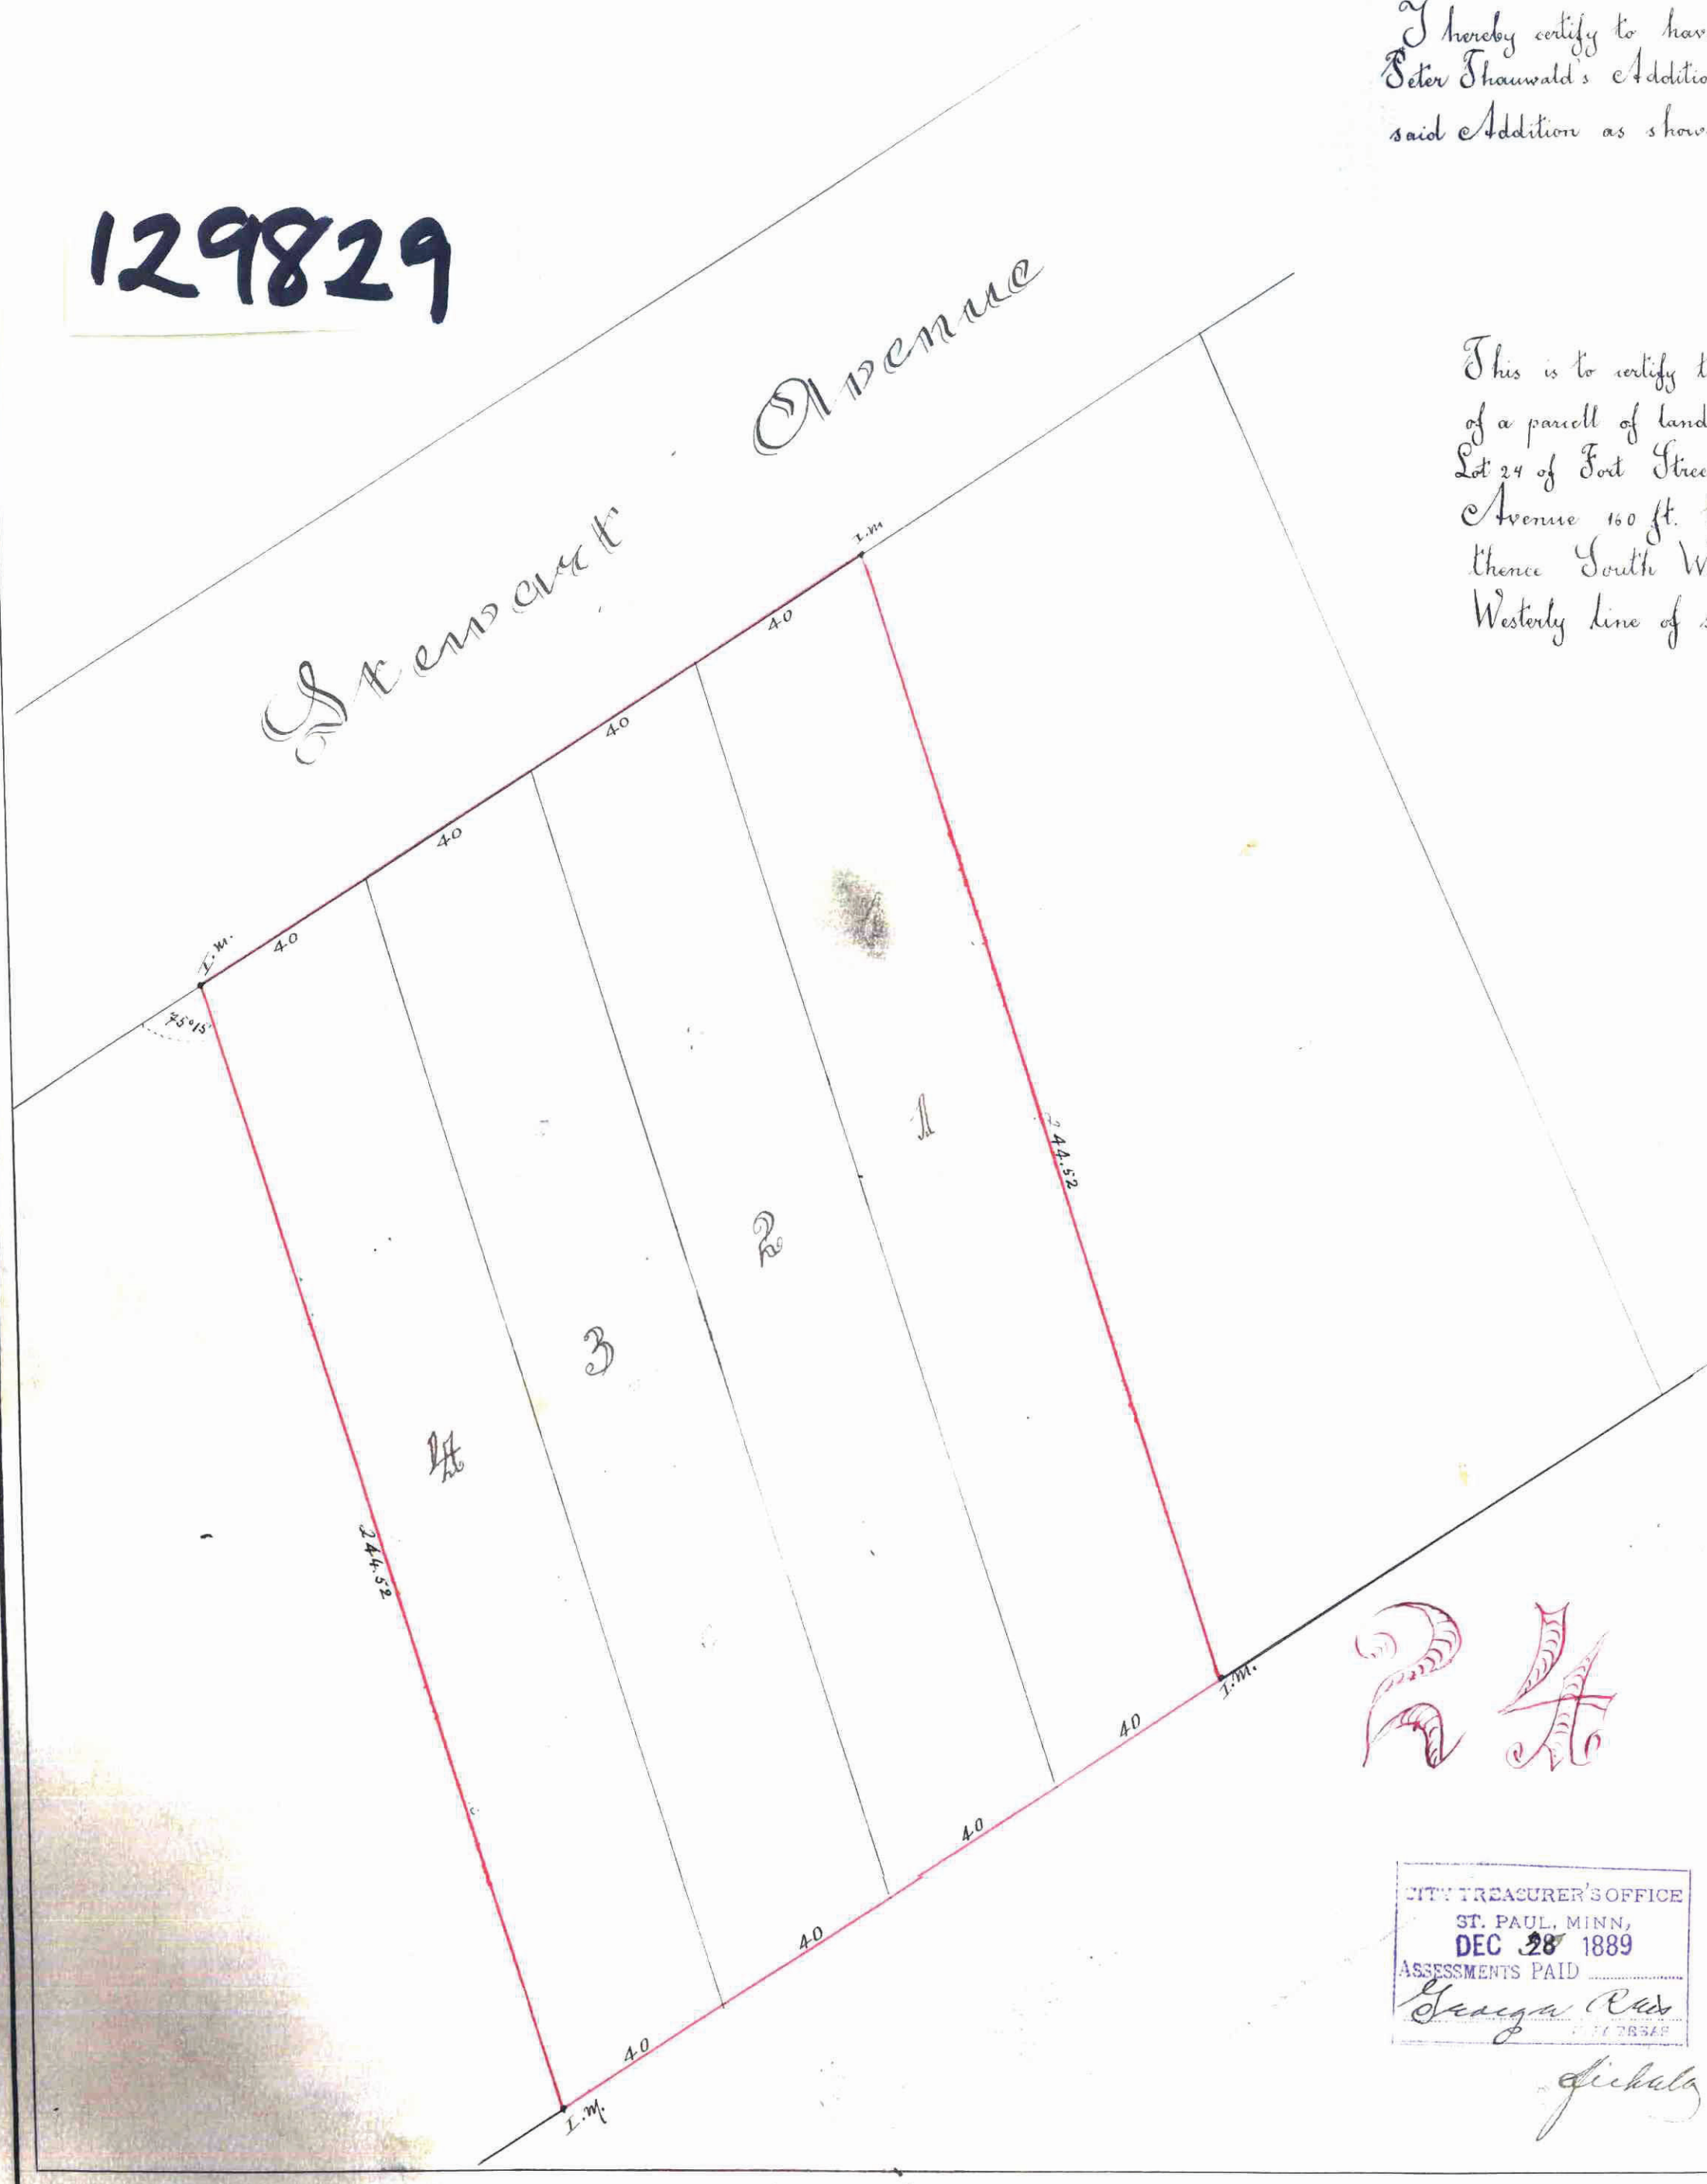 I hereby certify to hav
Peter Thauwald's Additio
said Addition as show
129829
This is to certify t
of a parcell of land
Lot 24 of Fort Stree
Avenue 160 ft.
thence South W
Westerly line of s
Stewart Avenue
I.M.
40
40
40
40
I.M.
75°15'
1
2
3
4
244.52
244.52
I.M.
40
40
40
40
I.M.
24
CITY TREASURER'S OFFICE
ST. PAUL, MINN,
DEC 28 1889
ASSESSMENTS PAID
George Reis